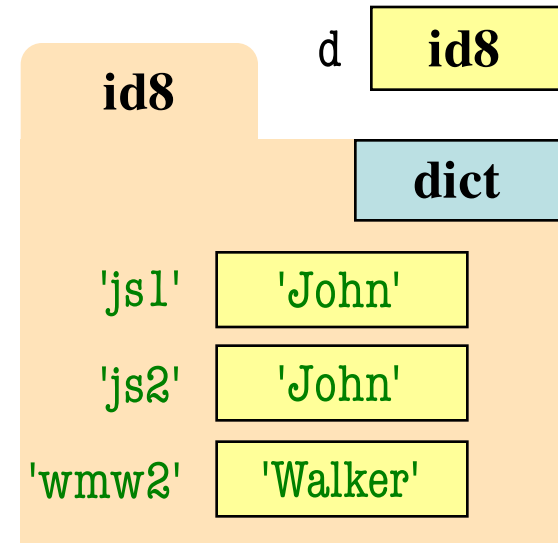 d id8
id8
dict
'js1' 'John'
'js2' 'John'
'wmw2' 'Walker'